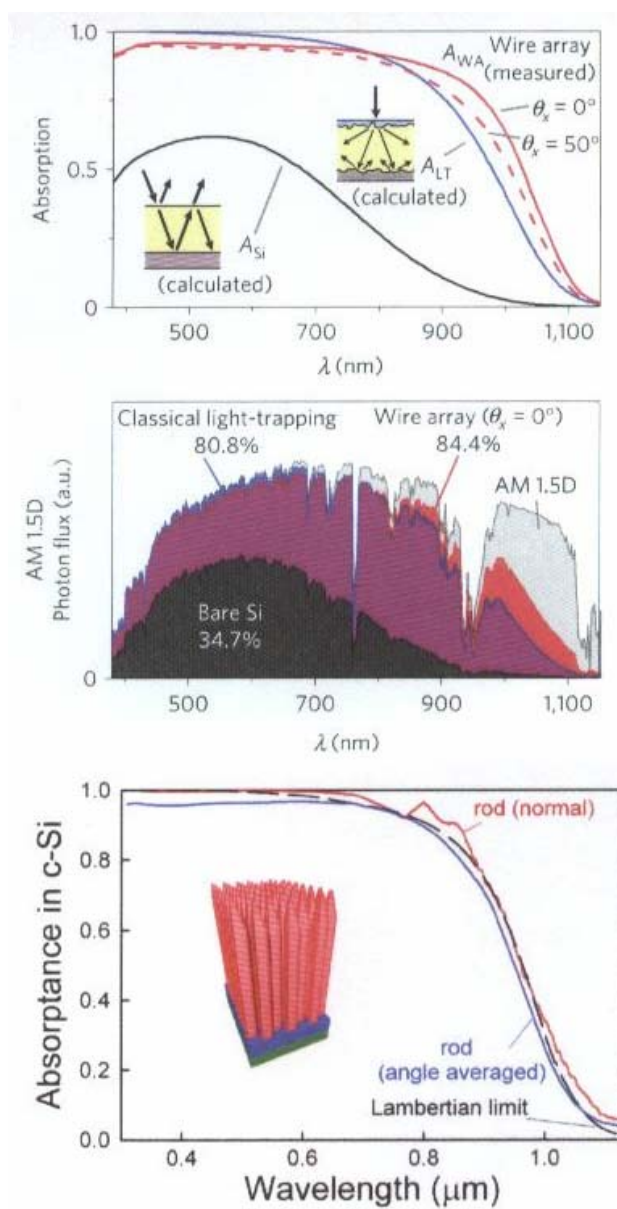 1.0
Wire array
A_WA (measured)
θ_x = 0°
θ_x = 50°
Absorption
0.5
A_LT
(calculated)
A_Si
(calculated)
0
500 700 900 1,100
λ (nm)
Classical light-trapping
80.8%
Wire array (θ_x = 0°)
84.4%
AM 1.5D
AM 1.5D
Photon flux (a.u.)
Bare Si
34.7%
0
500 700 900 1,100
λ (nm)
1.0
rod (normal)
0.8
0.6
Absorptance in c-Si
0.4
rod
(angle averaged)
0.2
Lambertian limit
0.0
0.4 0.6 0.8 1.0
Wavelength (μm)